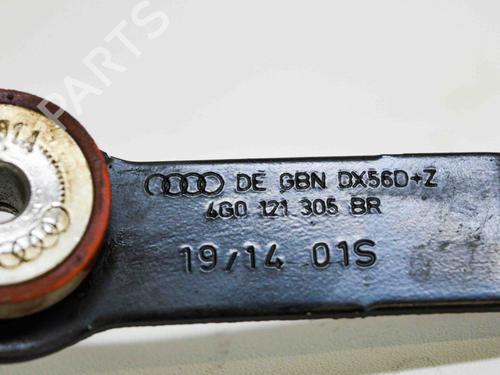 PARTS
DE GBN DX56D+Z
4G0 121 305 BR
19/14 01S